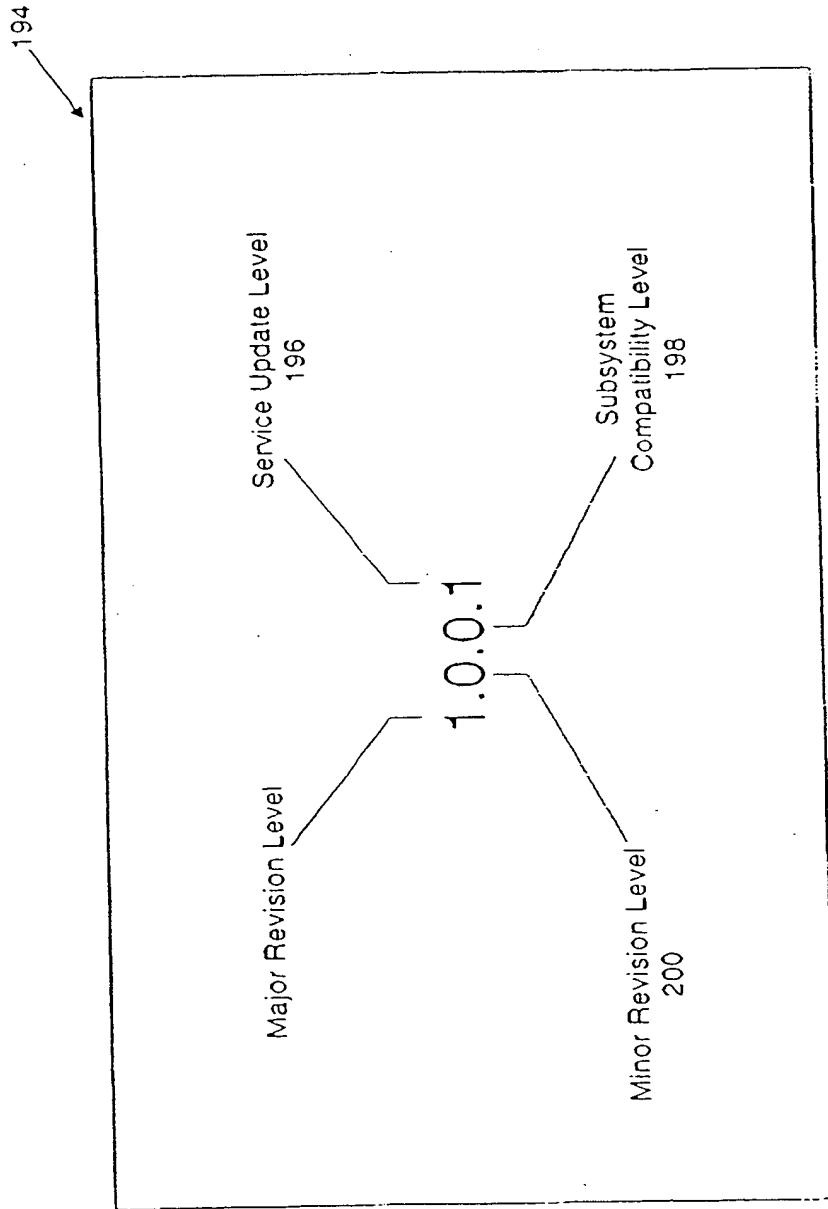 194
Major Revision Level
Service Update Level
196
1.0.0.1
Minor Revision Level
200
Subsystem
Compatibility Level
198